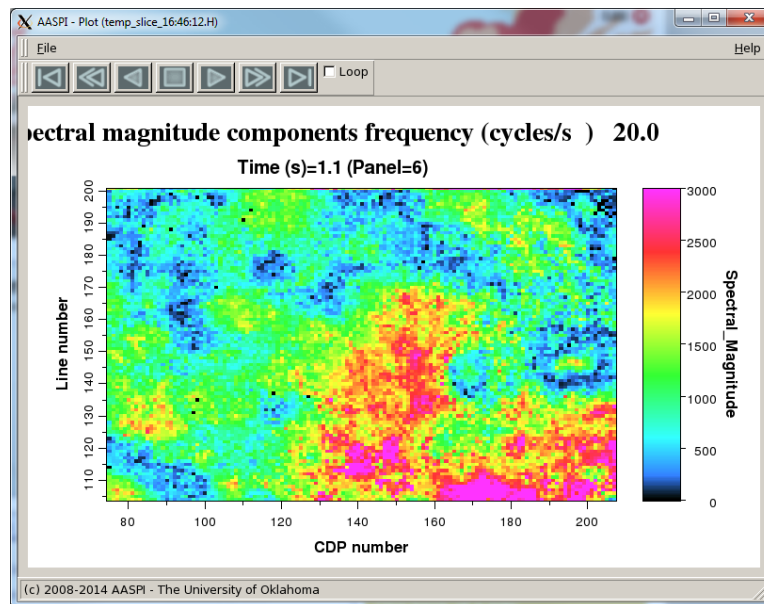 AASPI - Plot (temp_slice_16:46:12.H)
File Help
Loop
pectral magnitude components frequency (cycles/s ) 20.0
Time (s)=1.1 (Panel=6)
200
190
180
170
160
150
140
130
120
110
Line number
80 100 120 140 160 180 200
CDP number
3000
2500
2000
1500
1000
500
0
Spectral_Magnitude
(c) 2008-2014 AASPI - The University of Oklahoma